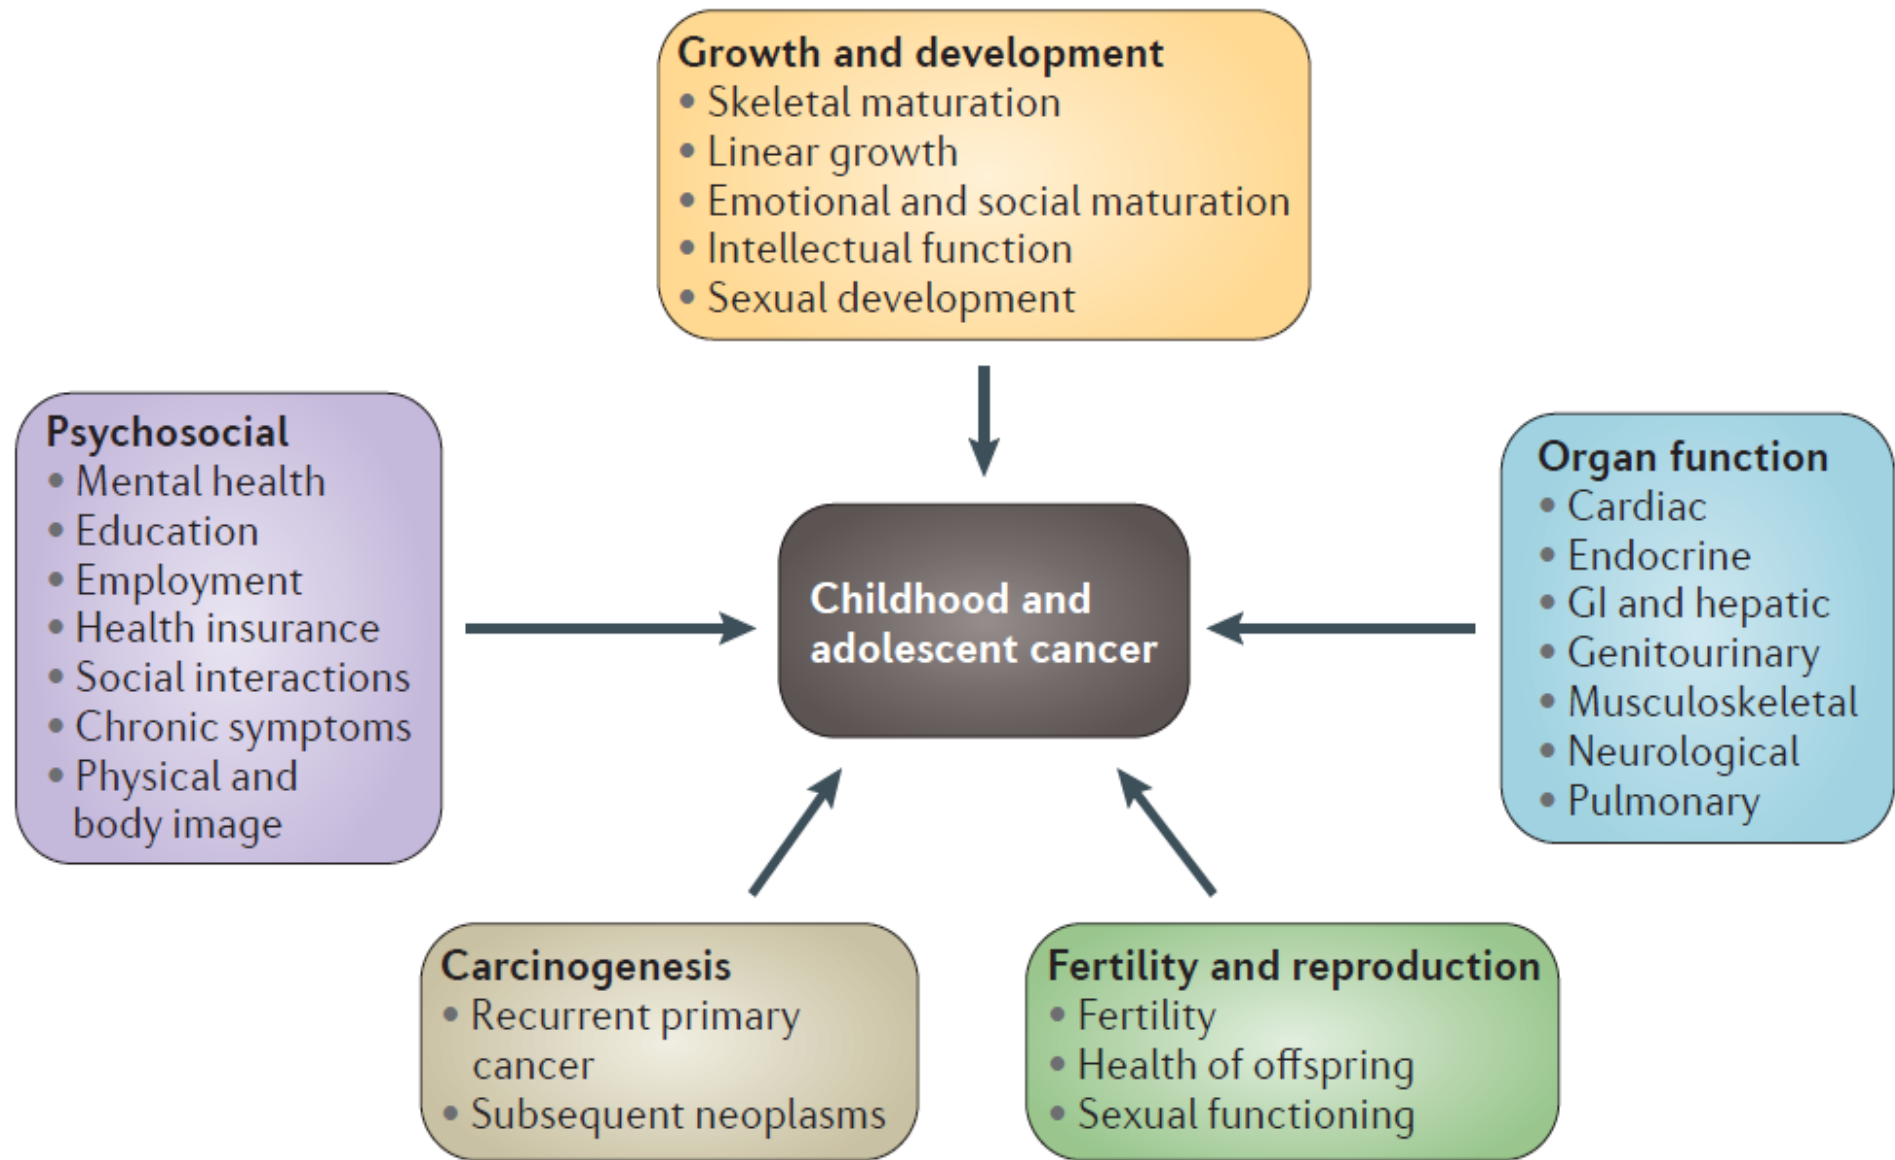 Growth and development
• Skeletal maturation
• Linear growth
• Emotional and social maturation
• Intellectual function
• Sexual development
Psychosocial
• Mental health
• Education
• Employment
• Health insurance
• Social interactions
• Chronic symptoms
• Physical and
body image
Childhood and
adolescent cancer
Organ function
• Cardiac
• Endocrine
• GI and hepatic
• Genitourinary
• Musculoskeletal
• Neurological
• Pulmonary
Carcinogenesis
• Recurrent primary
cancer
• Subsequent neoplasms
Fertility and reproduction
• Fertility
• Health of offspring
• Sexual functioning